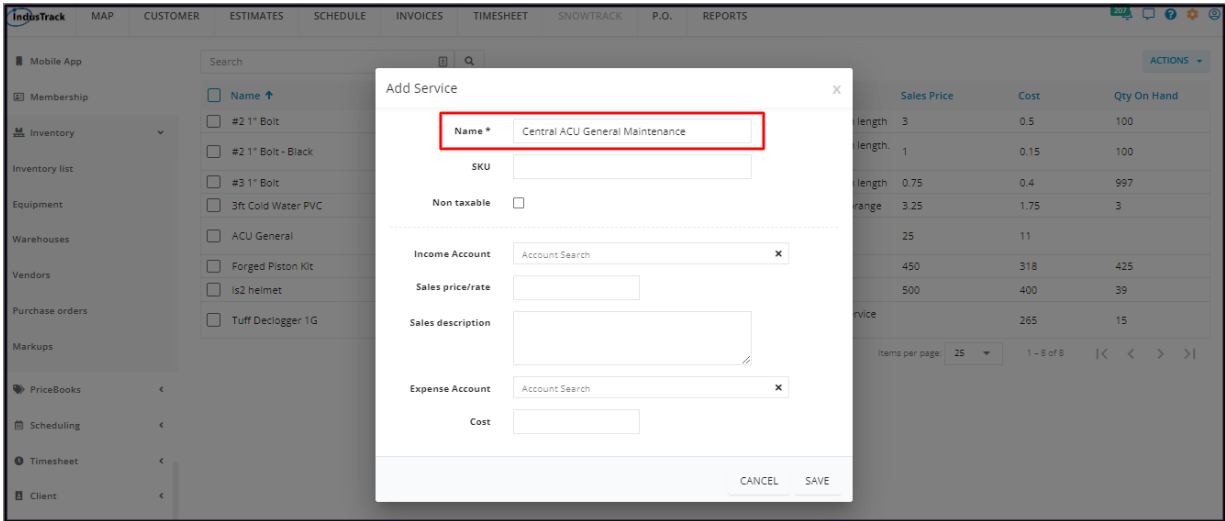 IndusTrack MAP CUSTOMER ESTIMATES SCHEDULE INVOICES TIMESHEET SNOWTRACK P.O. REPORTS 207
Mobile App
Search
ACTIONS
Membership
Name Sales Price Cost Qty On Hand
Inventory
#2 1" Bolt length 3 0.5 100
#2 1" Bolt - Black length. 1 0.15 100
Inventory list
#3 1" Bolt length 0.75 0.4 997
Equipment
3ft Cold Water PVC 3.25 1.75 3
Warehouses
ACU General 25 11
Vendors
Forged Piston Kit 450 318 425
ls2 helmet 500 400 39
Purchase orders
Tuff Declogger 1G 265 15
Markups
Items per page: 25 1 – 8 of 8
PriceBooks
Scheduling
Timesheet
Client
Add Service X
Name * Central ACU General Maintenance
SKU
Non taxable
Income Account Account Search
Sales price/rate
Sales description
Expense Account Account Search
Cost
CANCEL SAVE